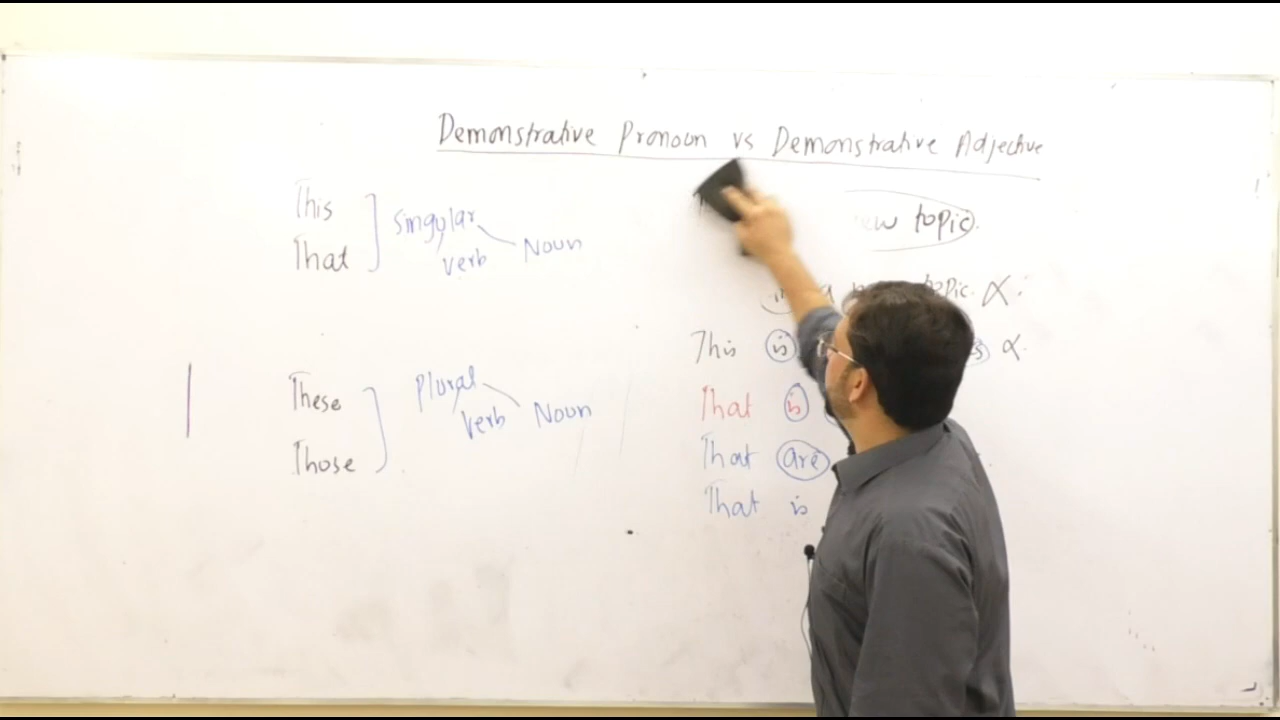 Demonstrative Pronoun vs Demonstrative Adjective
This
That
Singular
verb Noun
These
Those
Plural
verb Noun
topic.
topic.
This is
That is
That are
That is